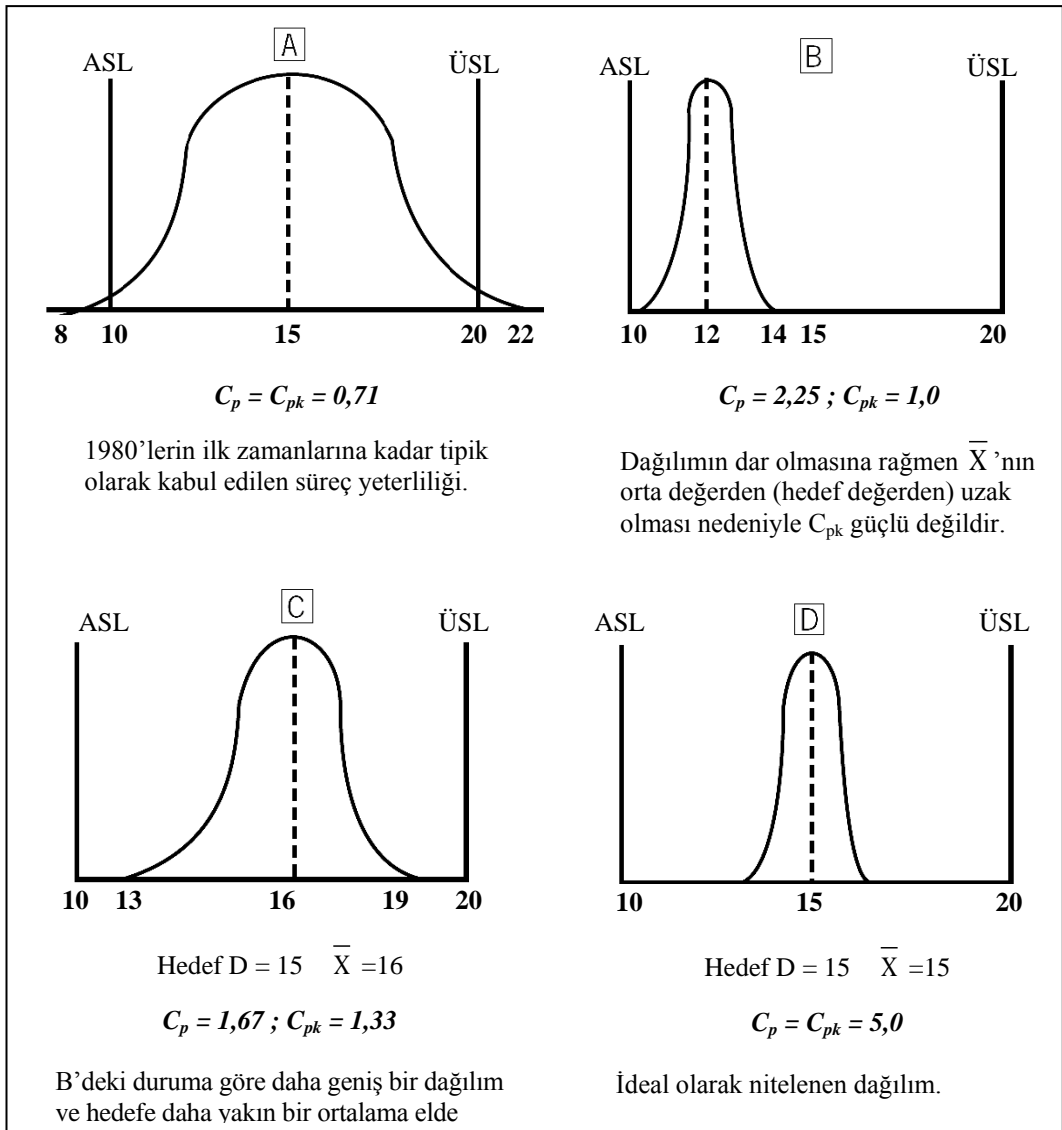 A
ASL ÜSL
8 10 15 20 22
C_p = C_pk = 0,71
1980’lerin ilk zamanlarına kadar tipik
olarak kabul edilen süreç yeterliliği.
B
ASL ÜSL
10 12 14 15 20
C_p = 2,25 ; C_pk = 1,0
Dağılımın dar olmasına rağmen X̅ ’nın
orta değerden (hedef değerden) uzak
olması nedeniyle C_pk güçlü değildir.
C
ASL ÜSL
10 13 16 19 20
Hedef D = 15 X̅ =16
C_p = 1,67 ; C_pk = 1,33
B’deki duruma göre daha geniş bir dağılım
ve hedefe daha yakın bir ortalama elde
D
ASL ÜSL
10 15 20
Hedef D = 15 X̅ =15
C_p = C_pk = 5,0
İdeal olarak nitelenen dağılım.